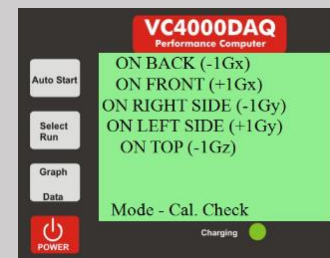 VC4000DAQ
Performance Computer
Auto Start
ON BACK (-1Gx)
ON FRONT (+1Gx)
ON RIGHT SIDE (-1Gy)
Select
Run
ON LEFT SIDE (+1Gy)
ON TOP (-1Gz)
Graph
Data
Mode - Cal. Check
POWER
Charging